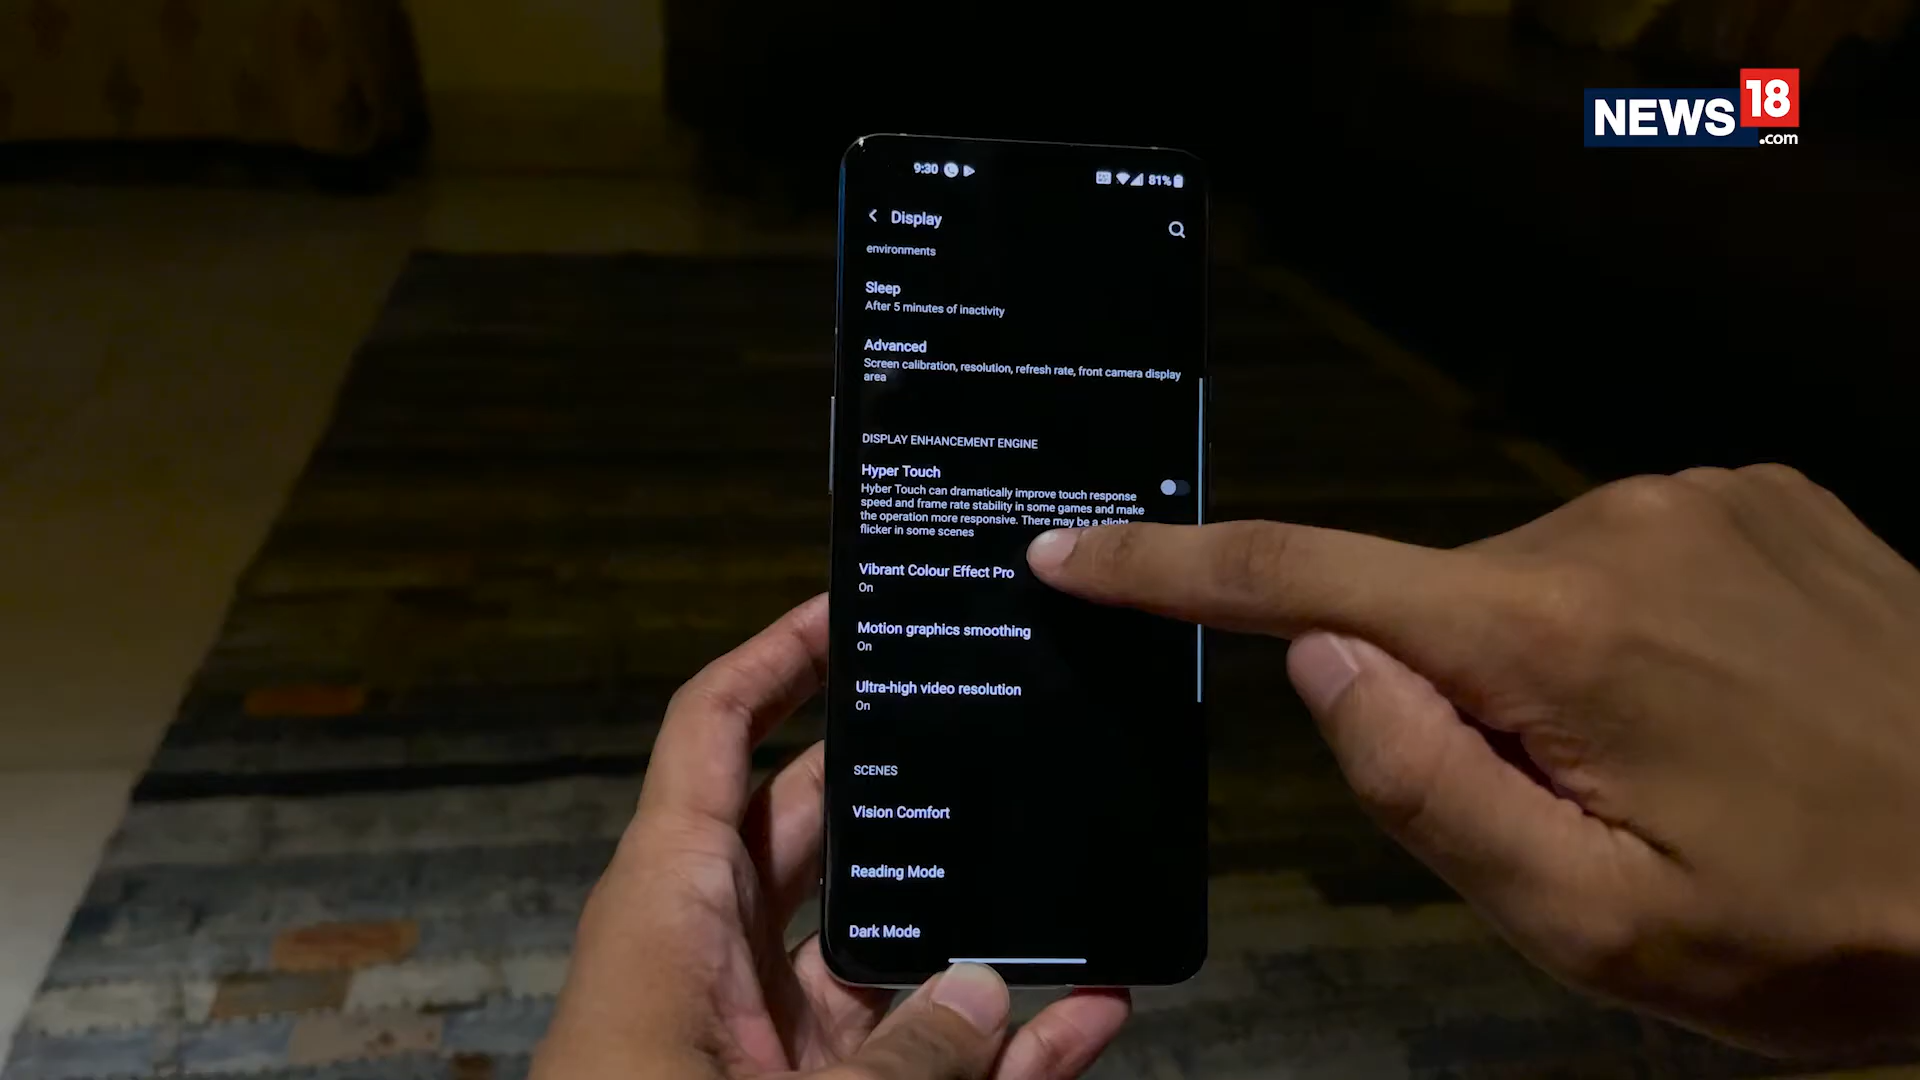 NEWS 18
.com
9:30
81%
Display
environments
Sleep
After 5 minutes of inactivity
Advanced
Screen calibration, resolution, refresh rate, front camera display
area
DISPLAY ENHANCEMENT ENGINE
Hyper Touch
Hyber Touch can dramatically improve touch response
speed and frame rate stability in some games and make
the operation more responsive. There may be a slight
flicker in some scenes
Vibrant Colour Effect Pro
On
Motion graphics smoothing
On
Ultra-high video resolution
On
SCENES
Vision Comfort
Reading Mode
Dark Mode